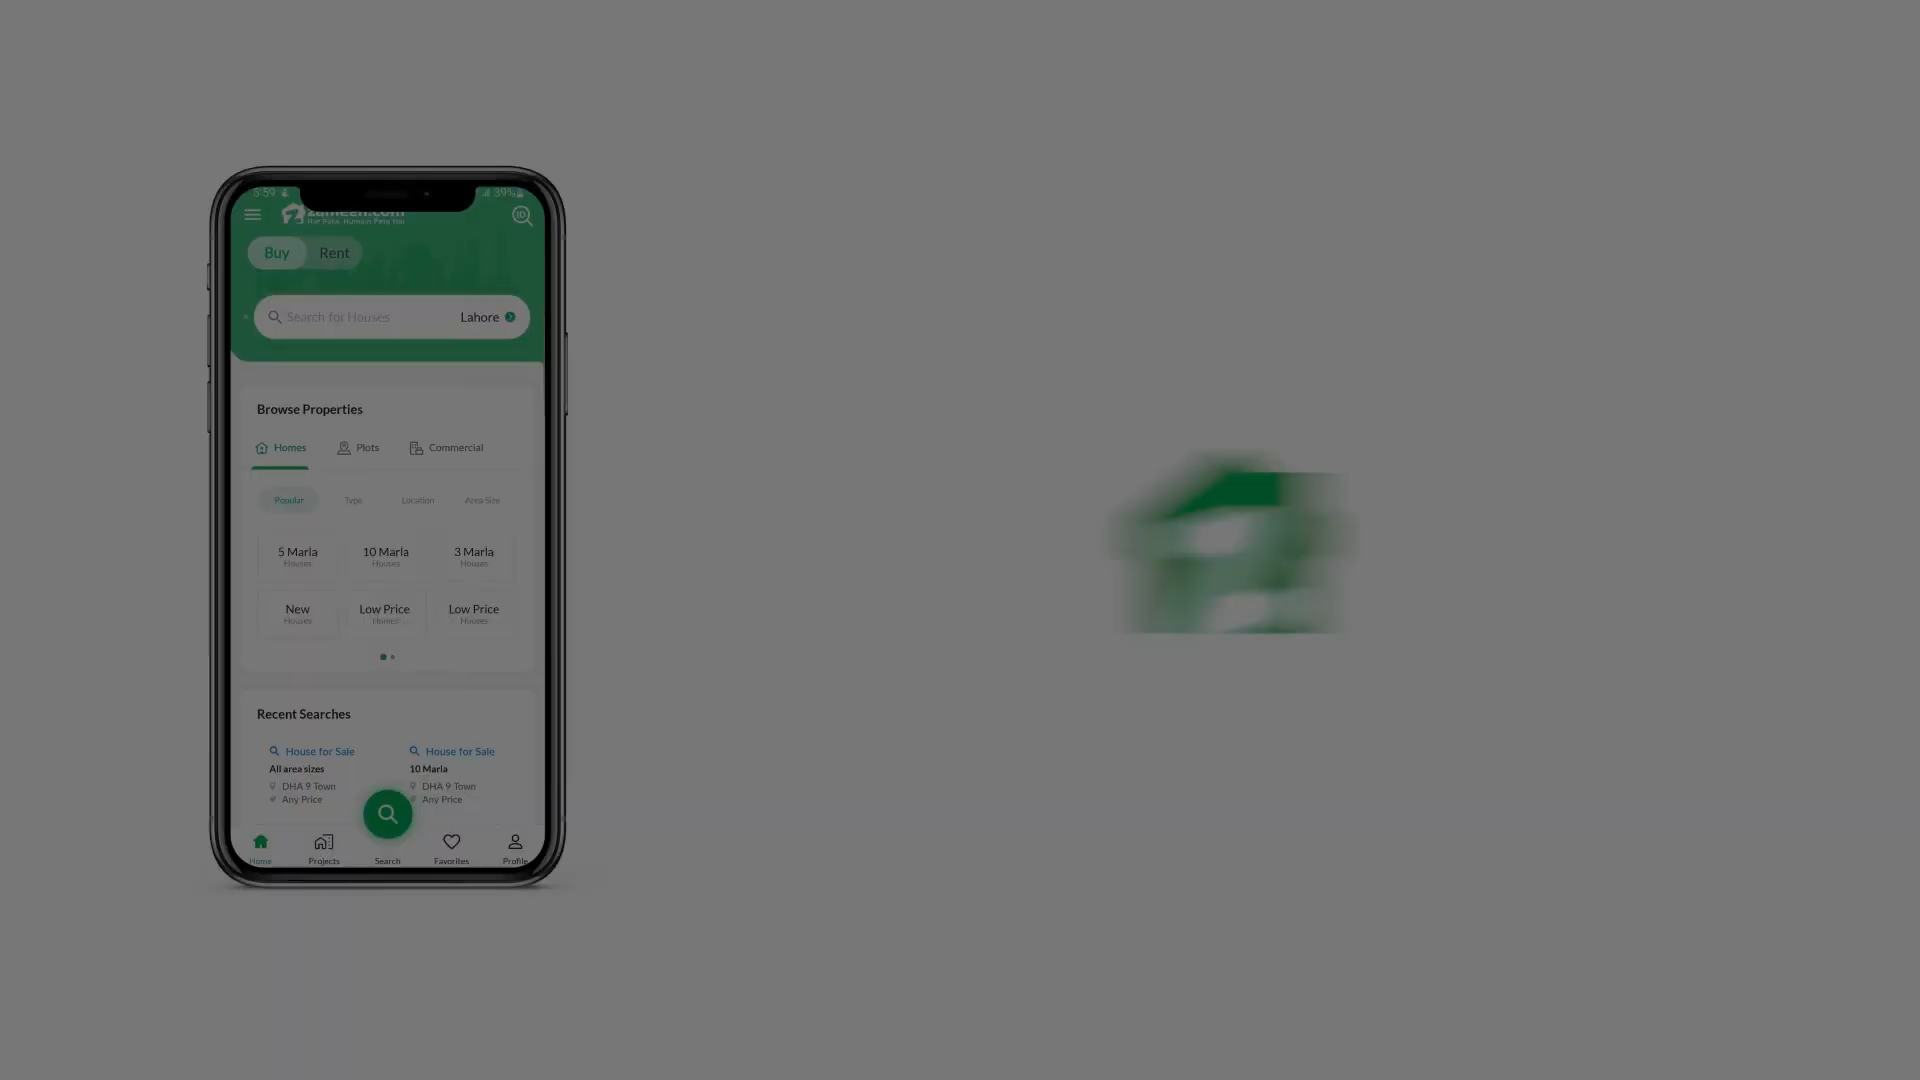 5:59
39%
zameen.com
Buy
Rent
Search for Houses
Lahore
Browse Properties
Homes
Plots
Commercial
Popular
Type
Location
Area Size
5 Marla
Houses
10 Marla
Houses
3 Marla
Houses
New
Houses
Low Price
Homes
Low Price
Houses
Recent Searches
House for Sale
All area sizes
DHA 9 Town
Any Price
House for Sale
10 Marla
DHA 9 Town
Any Price
Home
Projects
Search
Favorites
Profile